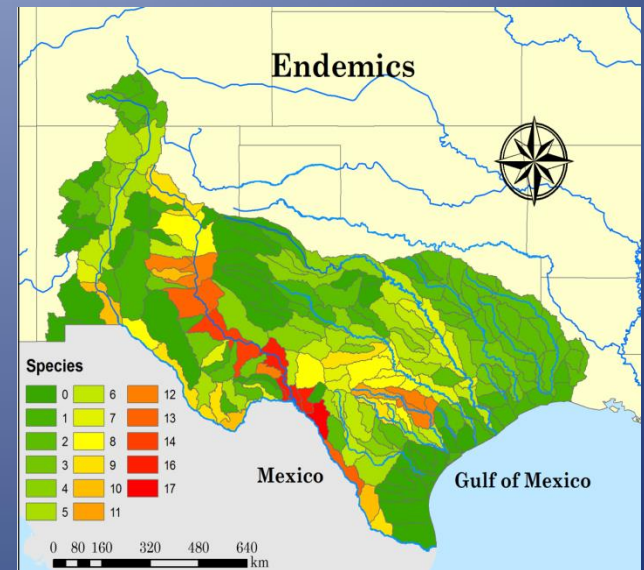 Endemics
Species
0 6 12
1 7 13
2 8 14
3 9 16
4 10 17
5 11
Mexico
Gulf of Mexico
0 80 160 320 480 640
km